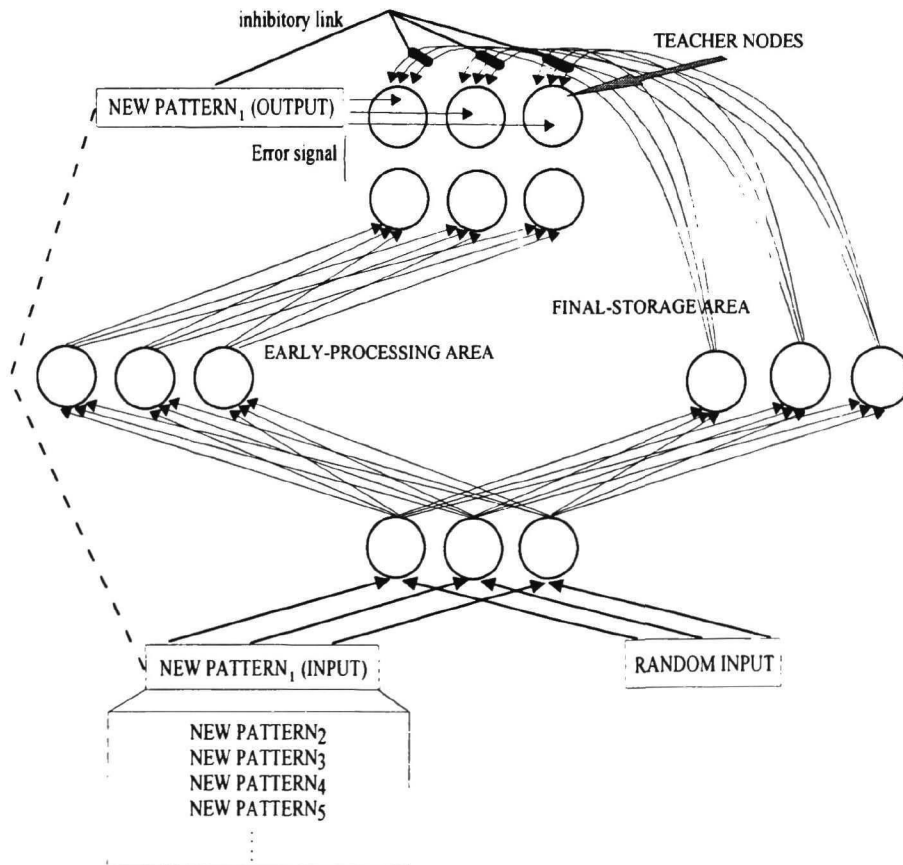 inhibitory link
TEACHER NODES
NEW PATTERN₁ (OUTPUT)
Error signal
FINAL-STORAGE AREA
EARLY-PROCESSING AREA
NEW PATTERN₁ (INPUT)
RANDOM INPUT
NEW PATTERN₂
NEW PATTERN₃
NEW PATTERN₄
NEW PATTERN₅